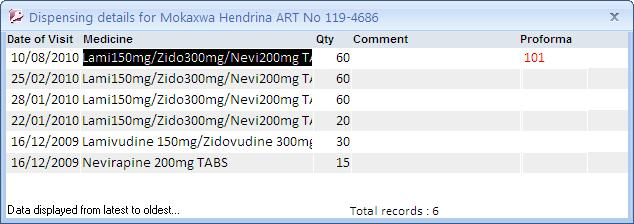 Dispensing details for Mokaxwa Hendrina ART No 119-4686
Date of Visit Medicine Qty Comment Proforma
10/08/2010 Lami150mg/Zido300mg/Nevi200mg TA 60 101
25/02/2010 Lami150mg/Zido300mg/Nevi200mg TA 60
28/01/2010 Lami150mg/Zido300mg/Nevi200mg TA 60
22/01/2010 Lami150mg/Zido300mg/Nevi200mg TA 20
16/12/2009 Lamivudine 150mg/Zidovudine 300mg 30
16/12/2009 Nevirapine 200mg TABS 15
Data displayed from latest to oldest... Total records : 6